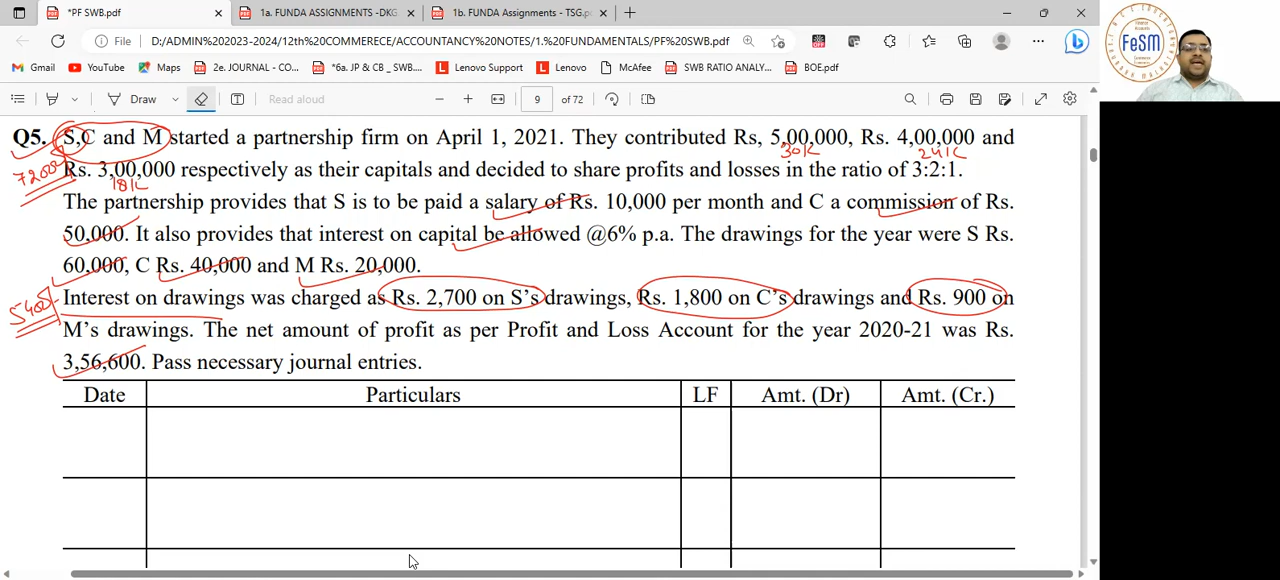 *PF SWB.pdf
1a. FUNDA ASSIGNMENTS -DKG.
1b. FUNDA Assignments - TSG.p
File
D:/ADMIN%202023-2024/12th%20COMMERECE/ACCOUNTANCE%20NOTES/1.%20FUNDAMENTALS/PF%20SWB.pdf
OFF
Gmail
YouTube
Maps
2e. JOURNAL - CO...
*6a. JP & CB _ SWB....
Lenovo Support
Lenovo
McAfee
SWB RATIO ANALY...
BOE.pdf
Draw
Read aloud
9 of 72
FeSM
Q5. S,C and M started a partnership firm on April 1, 2021. They contributed Rs, 5,00,000, Rs. 4,00,000 and
30k 24k
72000
Rs. 3,00,000 respectively as their capitals and decided to share profits and losses in the ratio of 3:2:1.
18k
The partnership provides that S is to be paid a salary of Rs. 10,000 per month and C a commission of Rs.
50,000. It also provides that interest on capital be allowed @6% p.a. The drawings for the year were S Rs.
60,000, C Rs. 40,000 and M Rs. 20,000.
5400
Interest on drawings was charged as Rs. 2,700 on S's drawings, Rs. 1,800 on C's drawings and Rs. 900 on
M's drawings. The net amount of profit as per Profit and Loss Account for the year 2020-21 was Rs.
3,56,600. Pass necessary journal entries.
Date Particulars LF Amt. (Dr) Amt. (Cr.)